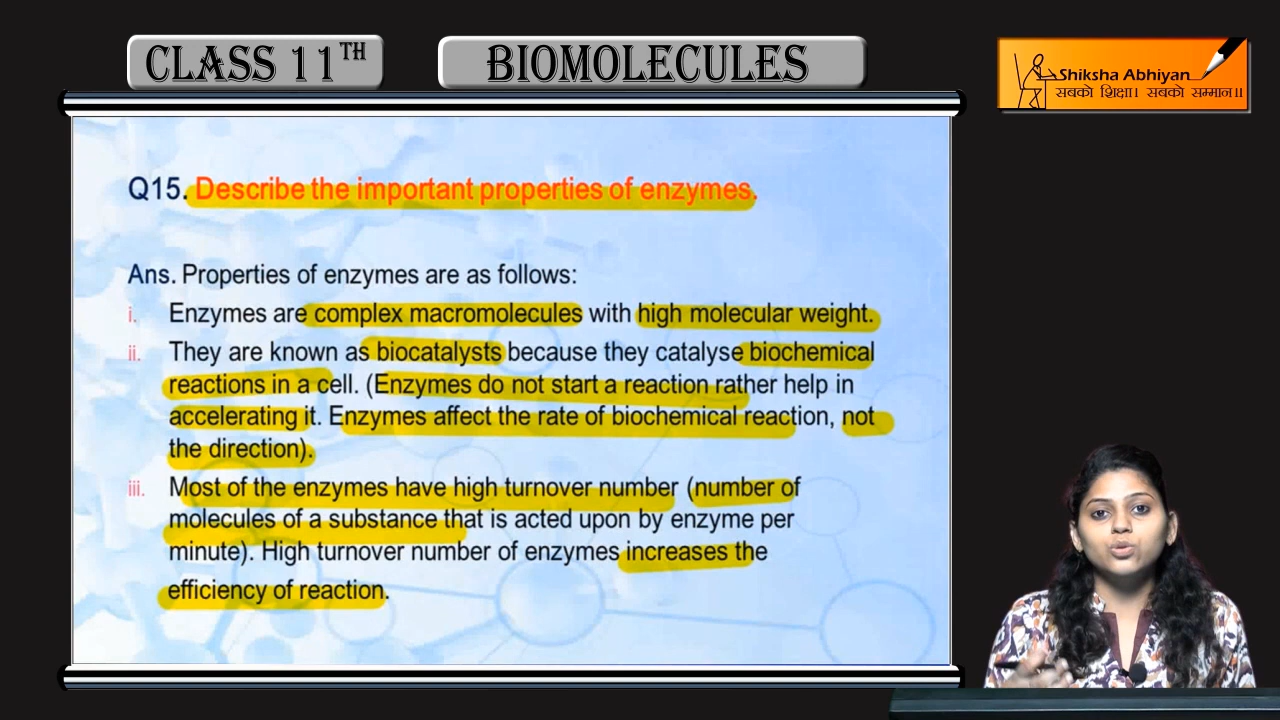 CLASS 11TH
BIOMOLECULES
Shiksha Abhiyan
सबको शिक्षा। सबको सम्मान॥
Q15. Describe the important properties of enzymes.
Ans. Properties of enzymes are as follows:
i. Enzymes are complex macromolecules with high molecular weight.
ii. They are known as biocatalysts because they catalyse biochemical
reactions in a cell. (Enzymes do not start a reaction rather help in
accelerating it. Enzymes affect the rate of biochemical reaction, not
the direction).
iii. Most of the enzymes have high turnover number (number of
molecules of a substance that is acted upon by enzyme per
minute). High turnover number of enzymes increases the
efficiency of reaction.